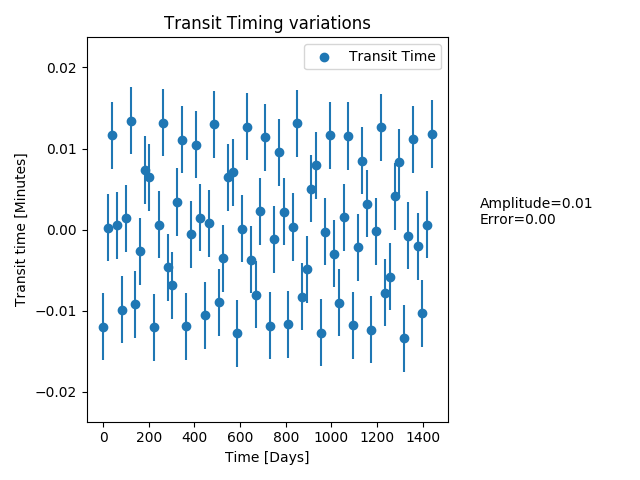 Transit Timing variations
Transit Time
0.02
0.01
0.00
−0.01
−0.02
Transit time [Minutes]
0 200 400 600 800 1000 1200 1400
Time [Days]
Amplitude=0.01
Error=0.00